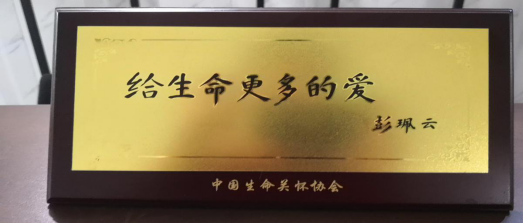 给生命更多的爱
彭珮云
中国生命关怀协会